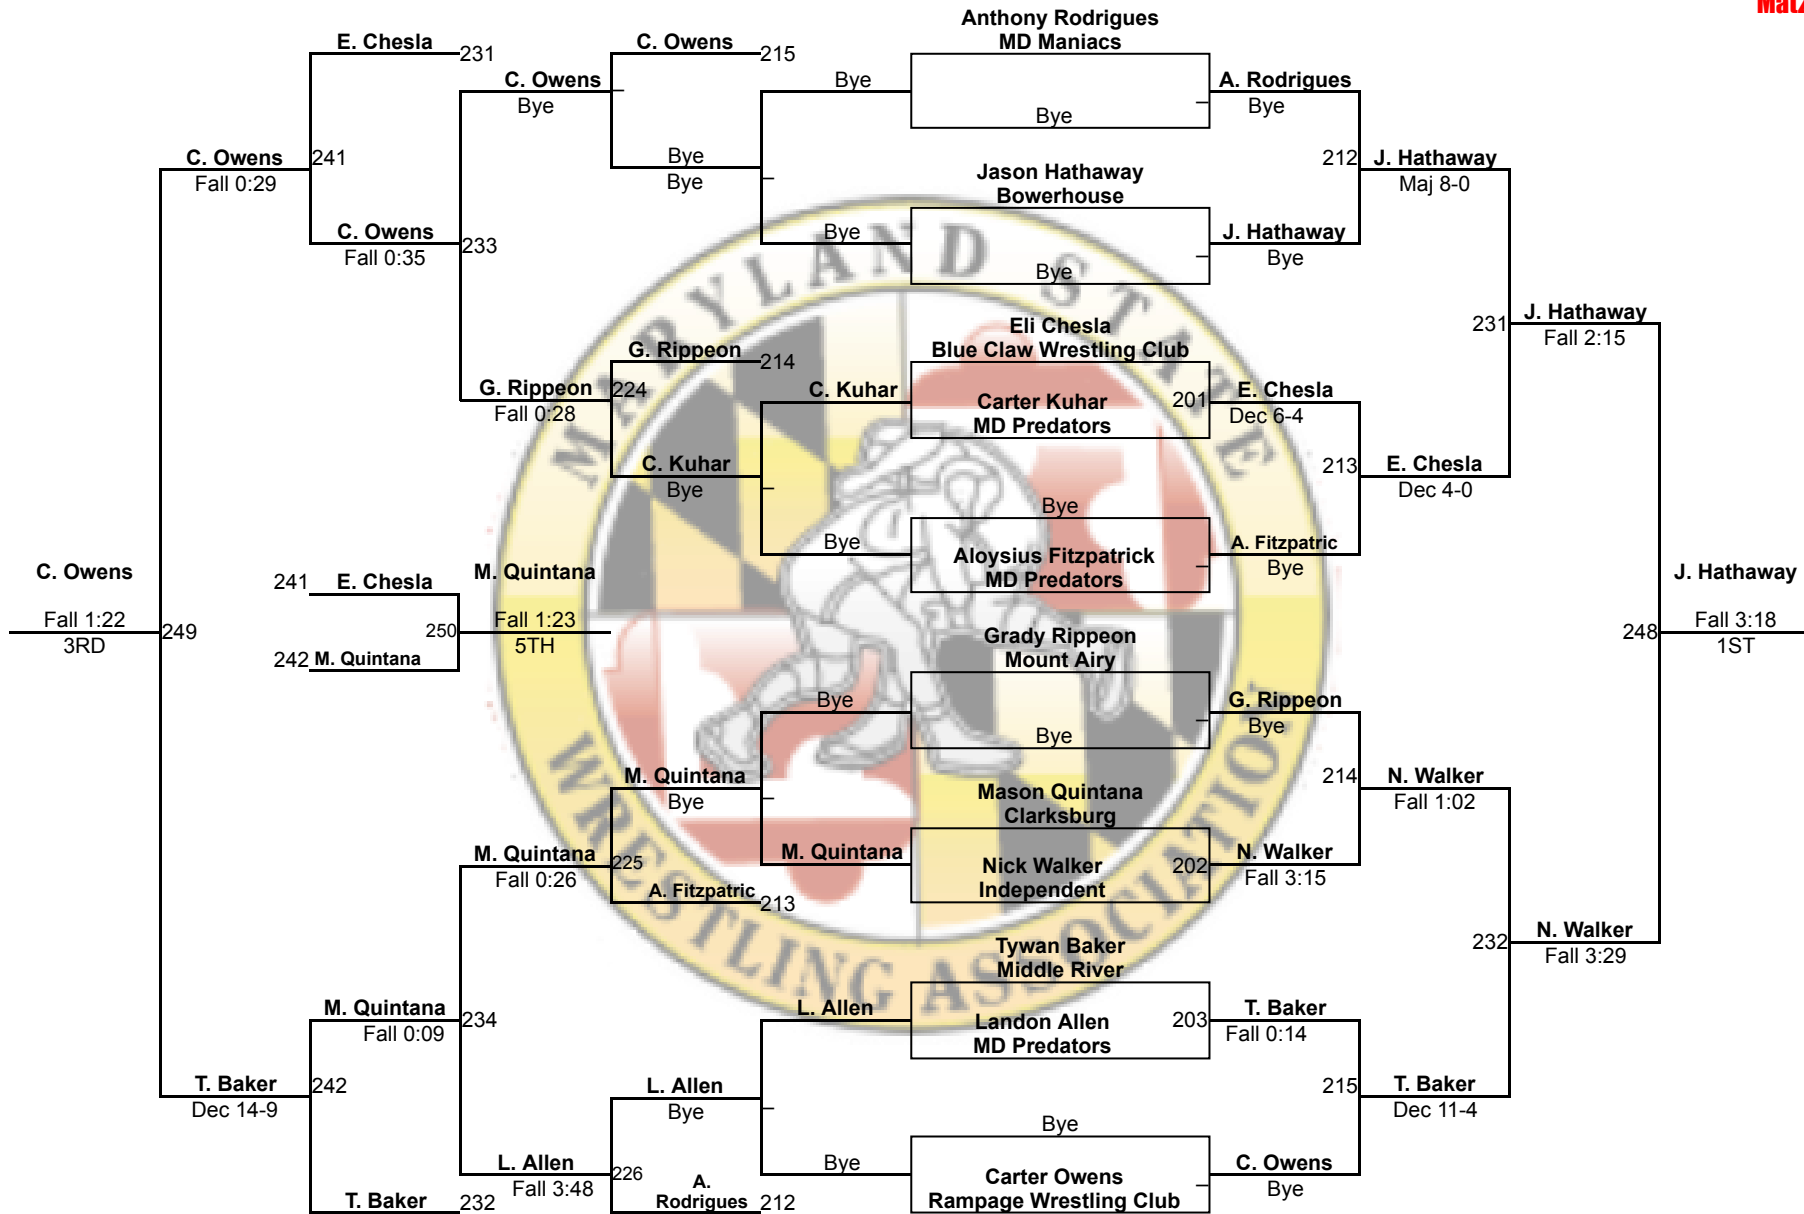 Anthony Rodrigues
MD Maniacs
E. Chesla
231
C. Owens
215
C. Owens
Bye
Bye
Bye
A. Rodrigues
Bye
C. Owens
Fall 0:29
241
Bye
Bye
212
J. Hathaway
Maj 8-0
Jason Hathaway
Bowerhouse
C. Owens
Fall 0:35
233
Bye
Bye
J. Hathaway
Bye
231
J. Hathaway
Fall 2:15
Eli Chesla
Blue Claw Wrestling Club
G. Rippeon
214
G. Rippeon
Fall 0:28
224
C. Kuhar
Carter Kuhar
MD Predators
201
E. Chesla
Dec 6-4
C. Kuhar
Bye
213
E. Chesla
Dec 4-0
Bye
Bye
Aloysius Fitzpatrick
MD Predators
A. Fitzpatric
Bye
C. Owens
Fall 1:22
3RD
249
241
E. Chesla
242
M. Quintana
250
M. Quintana
Fall 1:23
5TH
J. Hathaway
248
Fall 3:18
1ST
Grady Rippeon
Mount Airy
Bye
Bye
G. Rippeon
Bye
M. Quintana
Bye
214
N. Walker
Fall 1:02
Mason Quintana
Clarksburg
M. Quintana
Fall 0:26
225
M. Quintana
Nick Walker
Independent
202
N. Walker
Fall 3:15
A. Fitzpatric
213
232
N. Walker
Fall 3:29
Tywan Baker
Middle River
M. Quintana
Fall 0:09
234
L. Allen
Landon Allen
MD Predators
203
T. Baker
Fall 0:14
T. Baker
Dec 14-9
242
L. Allen
Bye
215
T. Baker
Dec 11-4
Bye
L. Allen
Fall 3:48
226
Bye
Carter Owens
Rampage Wrestling Club
C. Owens
Bye
T. Baker
232
A.
Rodrigues
212
MARYLAND STATE
WRESTLING ASSOCIATION